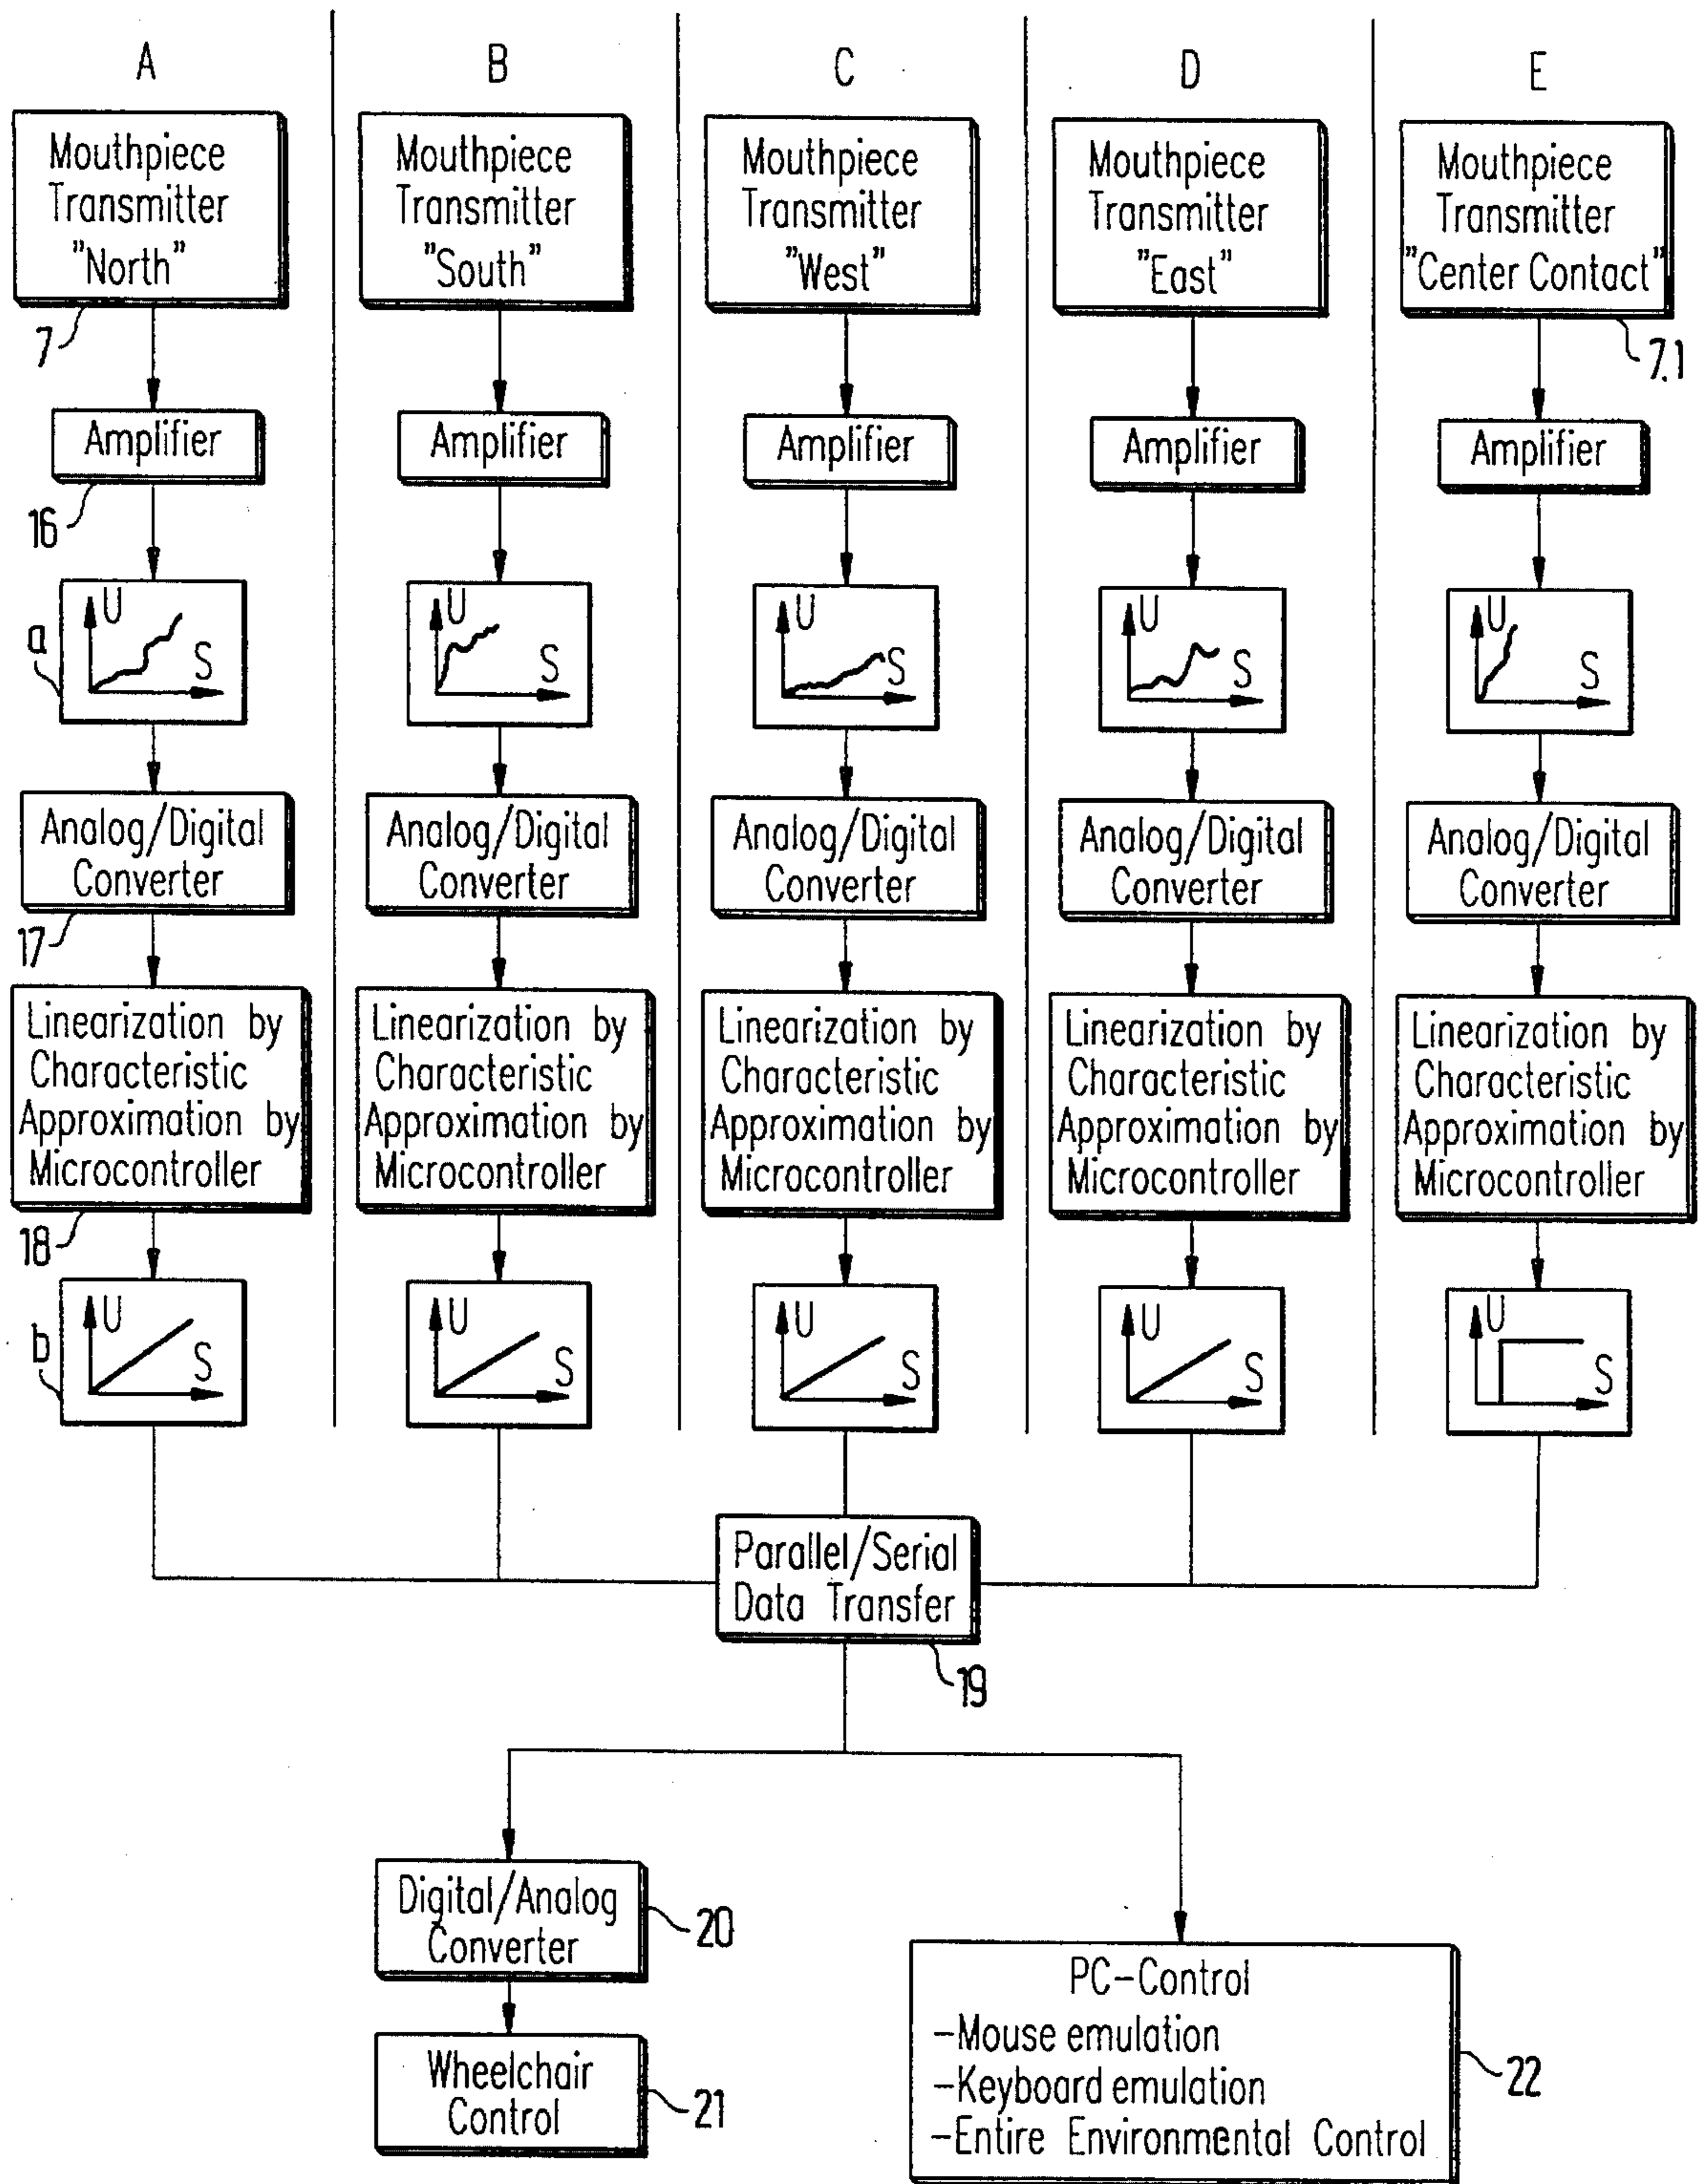 A
B
C
D
E
Mouthpiece
Transmitter
"North"
7
Mouthpiece
Transmitter
"South"
Mouthpiece
Transmitter
"West"
Mouthpiece
Transmitter
"East"
Mouthpiece
Transmitter
"Center Contact"
7.1
Amplifier
16
Amplifier
Amplifier
Amplifier
Amplifier
a
U
S
U
S
U
S
U
S
U
S
Analog/Digital
Converter
17
Analog/Digital
Converter
Analog/Digital
Converter
Analog/Digital
Converter
Analog/Digital
Converter
Linearization by
Characteristic
Approximation by
Microcontroller
18
Linearization by
Characteristic
Approximation by
Microcontroller
Linearization by
Characteristic
Approximation by
Microcontroller
Linearization by
Characteristic
Approximation by
Microcontroller
Linearization by
Characteristic
Approximation by
Microcontroller
b
U
S
U
S
U
S
U
S
U
S
Parallel/Serial
Data Transfer
19
Digital/Analog
Converter
20
Wheelchair
Control
21
PC-Control
-Mouse emulation
-Keyboard emulation
-Entire Environmental Control
22